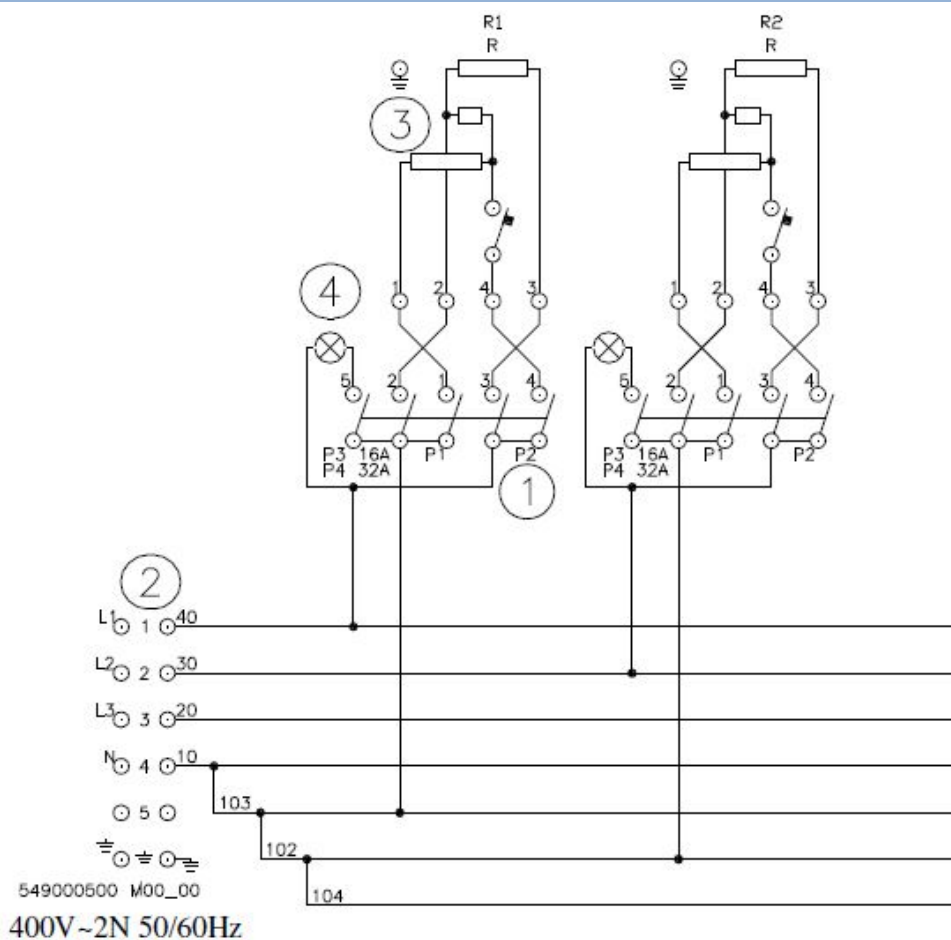 R1 R2
R R
3
1 2 4 3 1 2 4 3
4
5 2 1 3 4 5 2 1 3 4
P3 16A P1 P2 P3 16A P1 P2
P4 32A P4 32A
1
2
L1 1 40
L2 2 30
L3 3 20
N 4 10
103
5
102
549000500 M00_00
104
400V~2N 50/60Hz